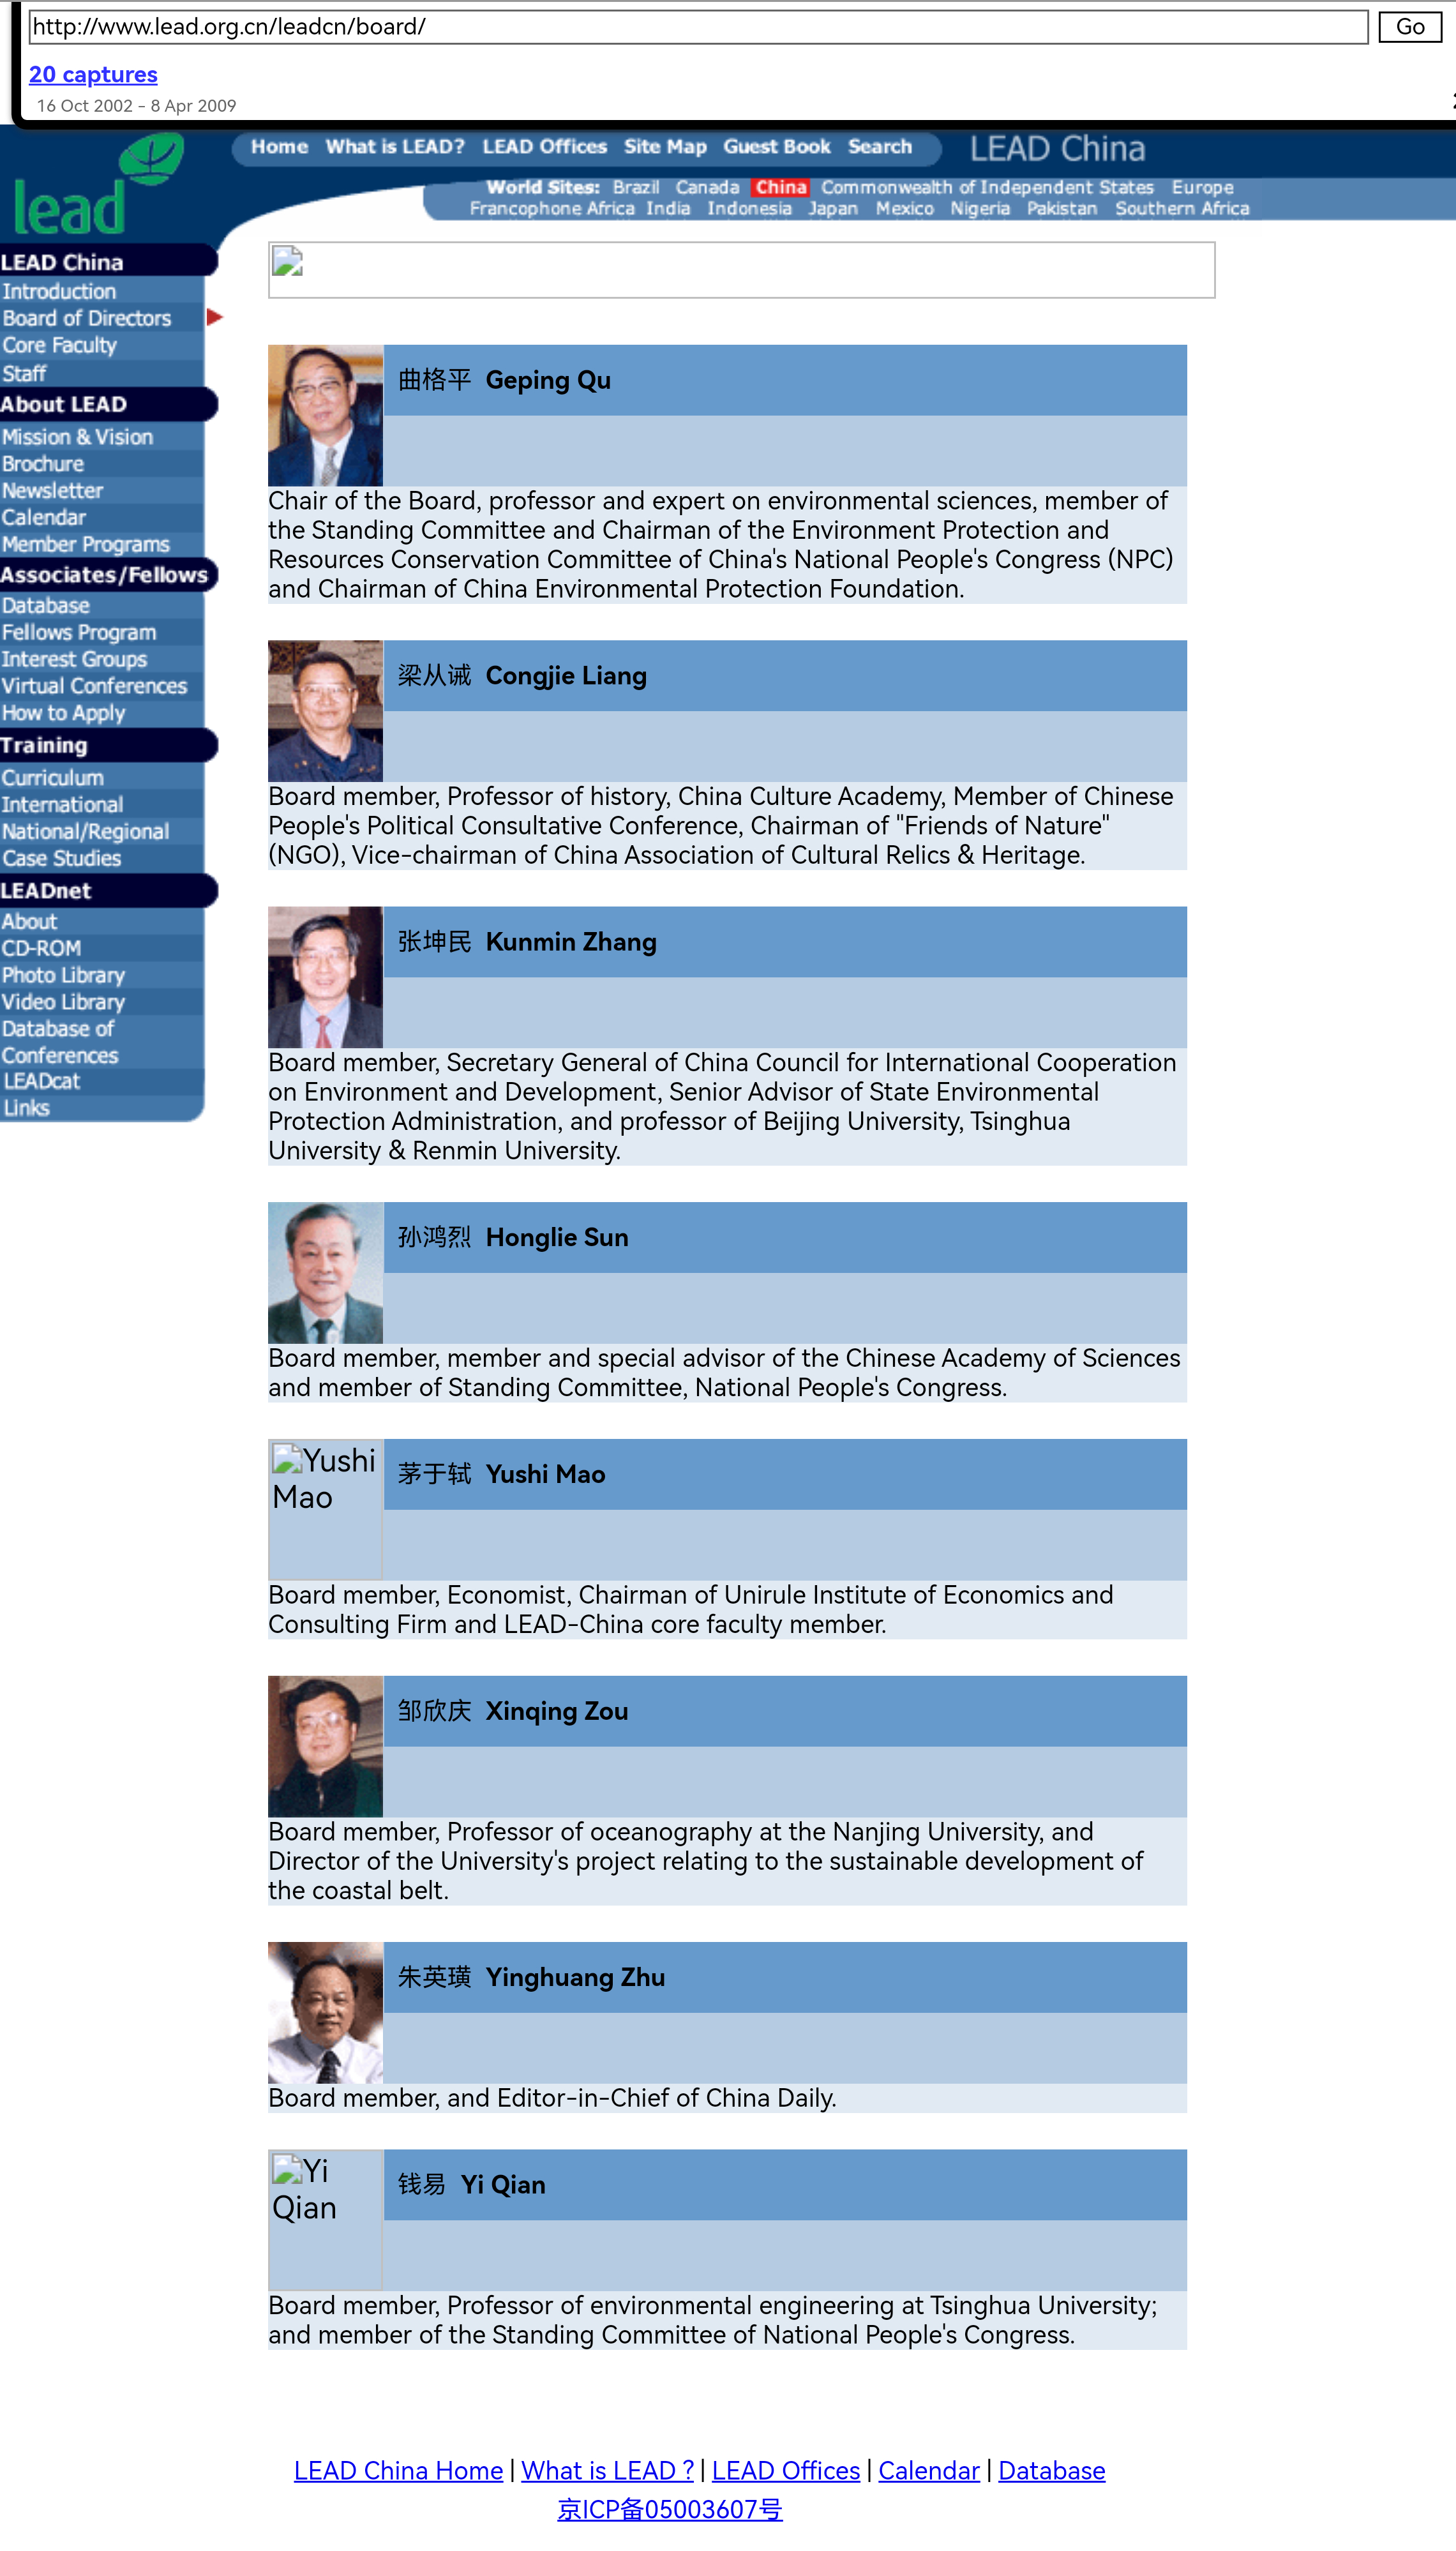 http://www.lead.org.cn/leadcn/board/
Go
20 captures
16 Oct 2002 - 8 Apr 2009
lead
Home What is LEAD? LEAD Offices Site Map Guest Book Search
LEAD China
World Sites: Brazil Canada China Commonwealth of Independent States Europe
Francophone Africa India Indonesia Japan Mexico Nigeria Pakistan Southern Africa
LEAD China
Introduction
Board of Directors
Core Faculty
Staff
About LEAD
Mission & Vision
Brochure
Newsletter
Calendar
Member Programs
Associates/Fellows
Database
Fellows Program
Interest Groups
Virtual Conferences
How to Apply
Training
Curriculum
International
National/Regional
Case Studies
LEADnet
About
CD-ROM
Photo Library
Video Library
Database of
Conferences
LEADcat
Links
曲格平 Geping Qu
Chair of the Board, professor and expert on environmental sciences, member of
the Standing Committee and Chairman of the Environment Protection and
Resources Conservation Committee of China's National People's Congress (NPC)
and Chairman of China Environmental Protection Foundation.
梁从诫 Congjie Liang
Board member, Professor of history, China Culture Academy, Member of Chinese
People's Political Consultative Conference, Chairman of "Friends of Nature"
(NGO), Vice-chairman of China Association of Cultural Relics & Heritage.
张坤民 Kunmin Zhang
Board member, Secretary General of China Council for International Cooperation
on Environment and Development, Senior Advisor of State Environmental
Protection Administration, and professor of Beijing University, Tsinghua
University & Renmin University.
孙鸿烈 Honglie Sun
Board member, member and special advisor of the Chinese Academy of Sciences
and member of Standing Committee, National People's Congress.
Yushi
Mao
茅于轼 Yushi Mao
Board member, Economist, Chairman of Unirule Institute of Economics and
Consulting Firm and LEAD-China core faculty member.
邹欣庆 Xinqing Zou
Board member, Professor of oceanography at the Nanjing University, and
Director of the University's project relating to the sustainable development of
the coastal belt.
朱英璜 Yinghuang Zhu
Board member, and Editor-in-Chief of China Daily.
Yi
Qian
钱易 Yi Qian
Board member, Professor of environmental engineering at Tsinghua University;
and member of the Standing Committee of National People's Congress.
LEAD China Home | What is LEAD ? | LEAD Offices | Calendar | Database
京ICP备05003607号